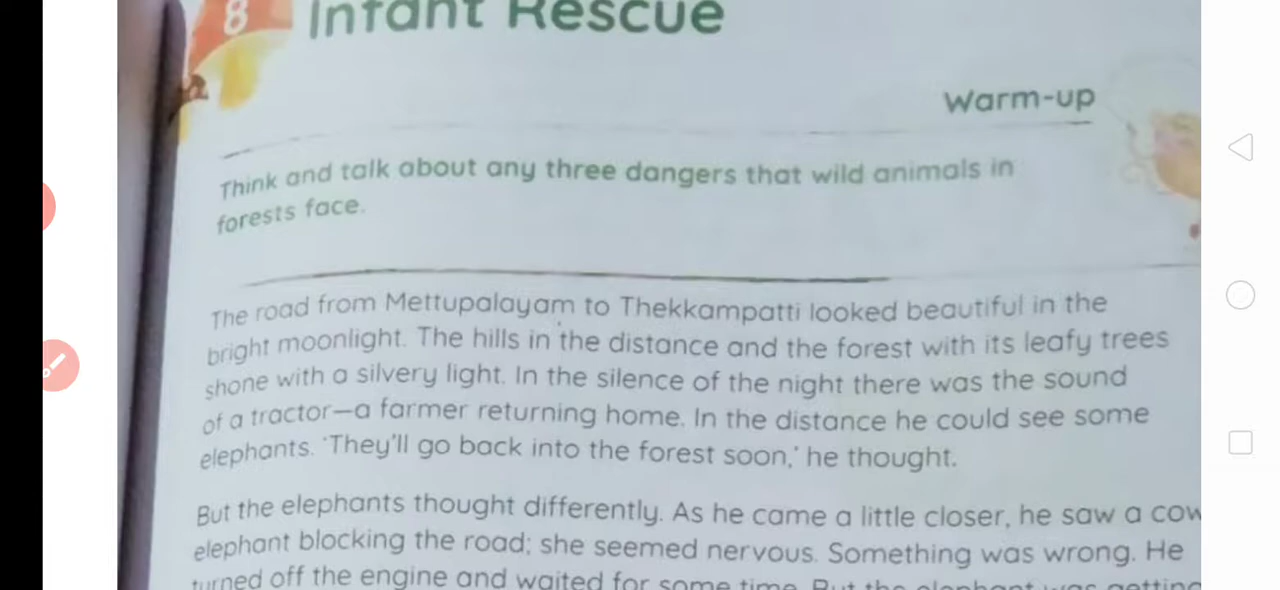 8 Infant Rescue
Warm-up
Think and talk about any three dangers that wild animals in
forests face.
The road from Mettupalayam to Thekkampatti looked beautiful in the
bright moonlight. The hills in the distance and the forest with its leafy trees
shone with a silvery light. In the silence of the night there was the sound
of a tractor—a farmer returning home. In the distance he could see some
elephants. ‘They’ll go back into the forest soon,’ he thought.
But the elephants thought differently. As he came a little closer, he saw a cow
elephant blocking the road; she seemed nervous. Something was wrong. He
turned off the engine and waited for some time. But the elephant was getting